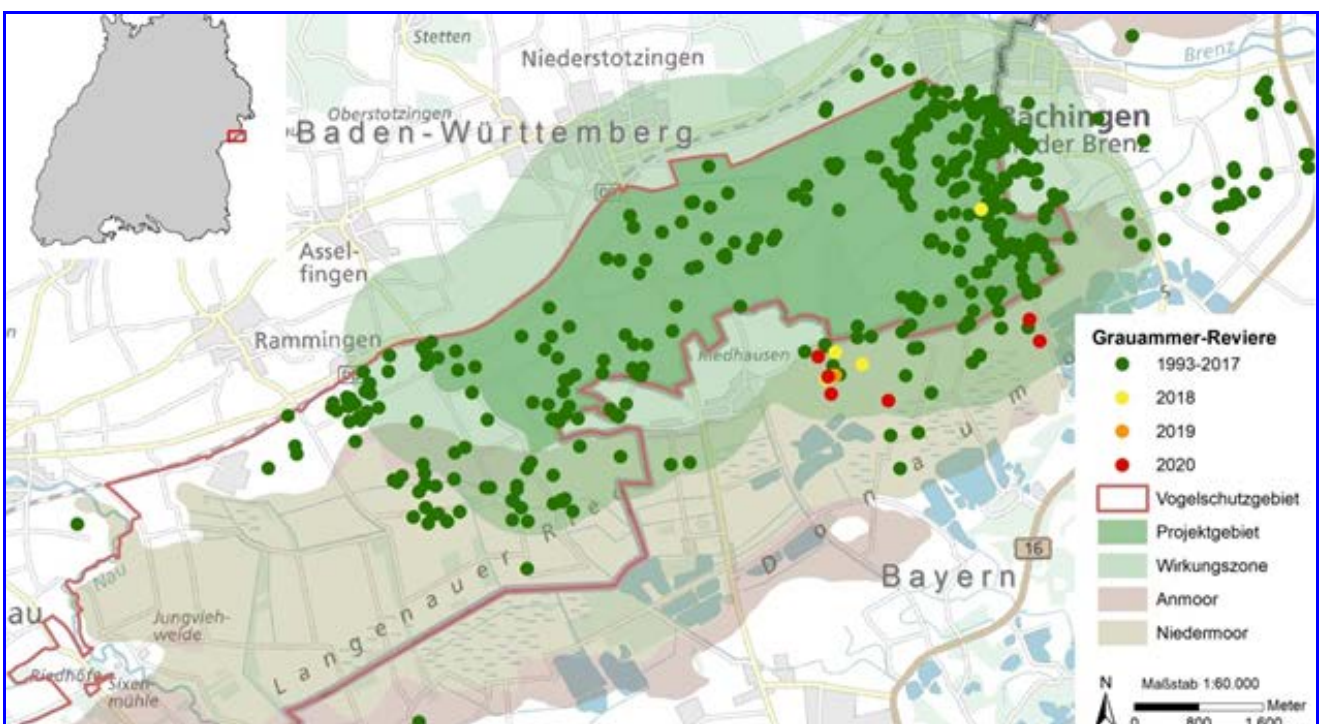 Stetten
Niederstotzingen
Brenz
Oberstotzingen
Baden-Württemberg
Bächingen
an der Brenz
Assel-
fingen
Rammingen
Riedhausen
Grauammer-Reviere
1993-2017
2018
2019
2020
Vogelschutzgebiet
Projektgebiet
Wirkungszone
Anmoor
Niedermoor
Donaumoos
16
Bayern
Langenauer Ried
Nau
au
Jungvieh-
weide
Riedhöfe
Sixen-
mühle
N
Maßstab 1:60.000
Meter
0 800 1.600